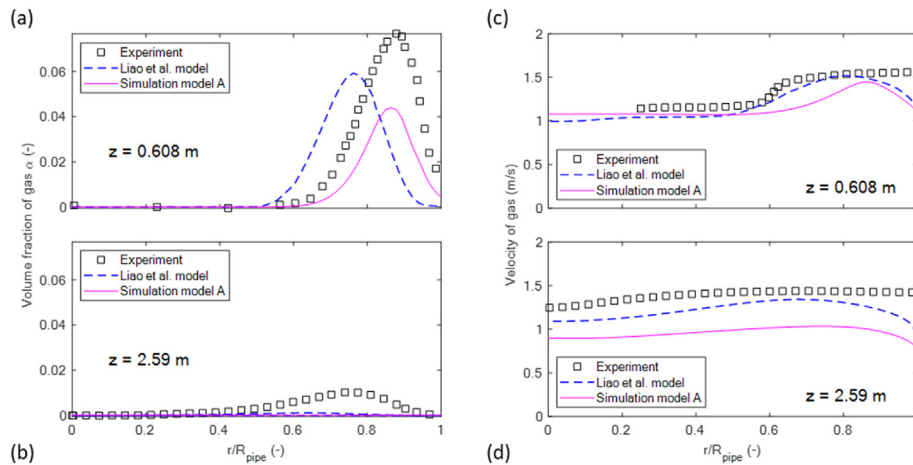 (a)
Volume fraction of gas α (-)
0.06
0.04
0.02
0
Experiment
Liao et al. model
Simulation model A
z = 0.608 m
0.06
0.04
0.02
0
Experiment
Liao et al. model
Simulation model A
z = 2.59 m
0 0.2 0.4 0.6 0.8 1
r/Rpipe (-)
(b)
(c)
Velocity of gas (m/s)
2
1.5
1
0.5
0
Experiment
Liao et al. model
Simulation model A
z = 0.608 m
2
1.5
1
0.5
0
Experiment
Liao et al. model
Simulation model A
z = 2.59 m
0 0.2 0.4 0.6 0.8
r/Rpipe (-)
(d)